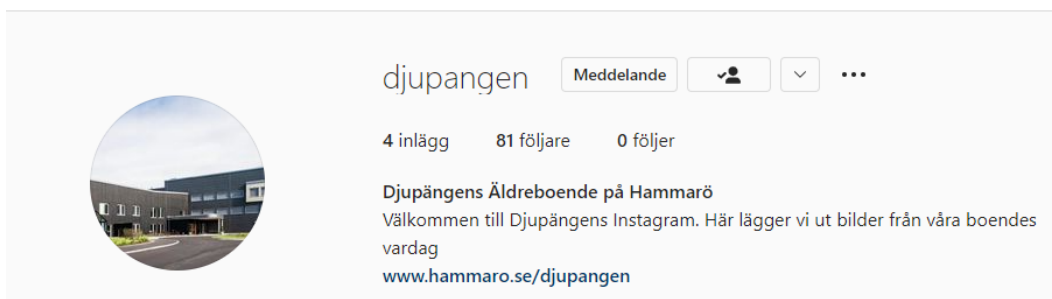 djupangen Meddelande
4 inlägg 81 följare 0 följer
Djupängens Äldreboende på Hammarö
Välkommen till Djupängens Instagram. Här lägger vi ut bilder från våra boendes
vardag
www.hammaro.se/djupangen